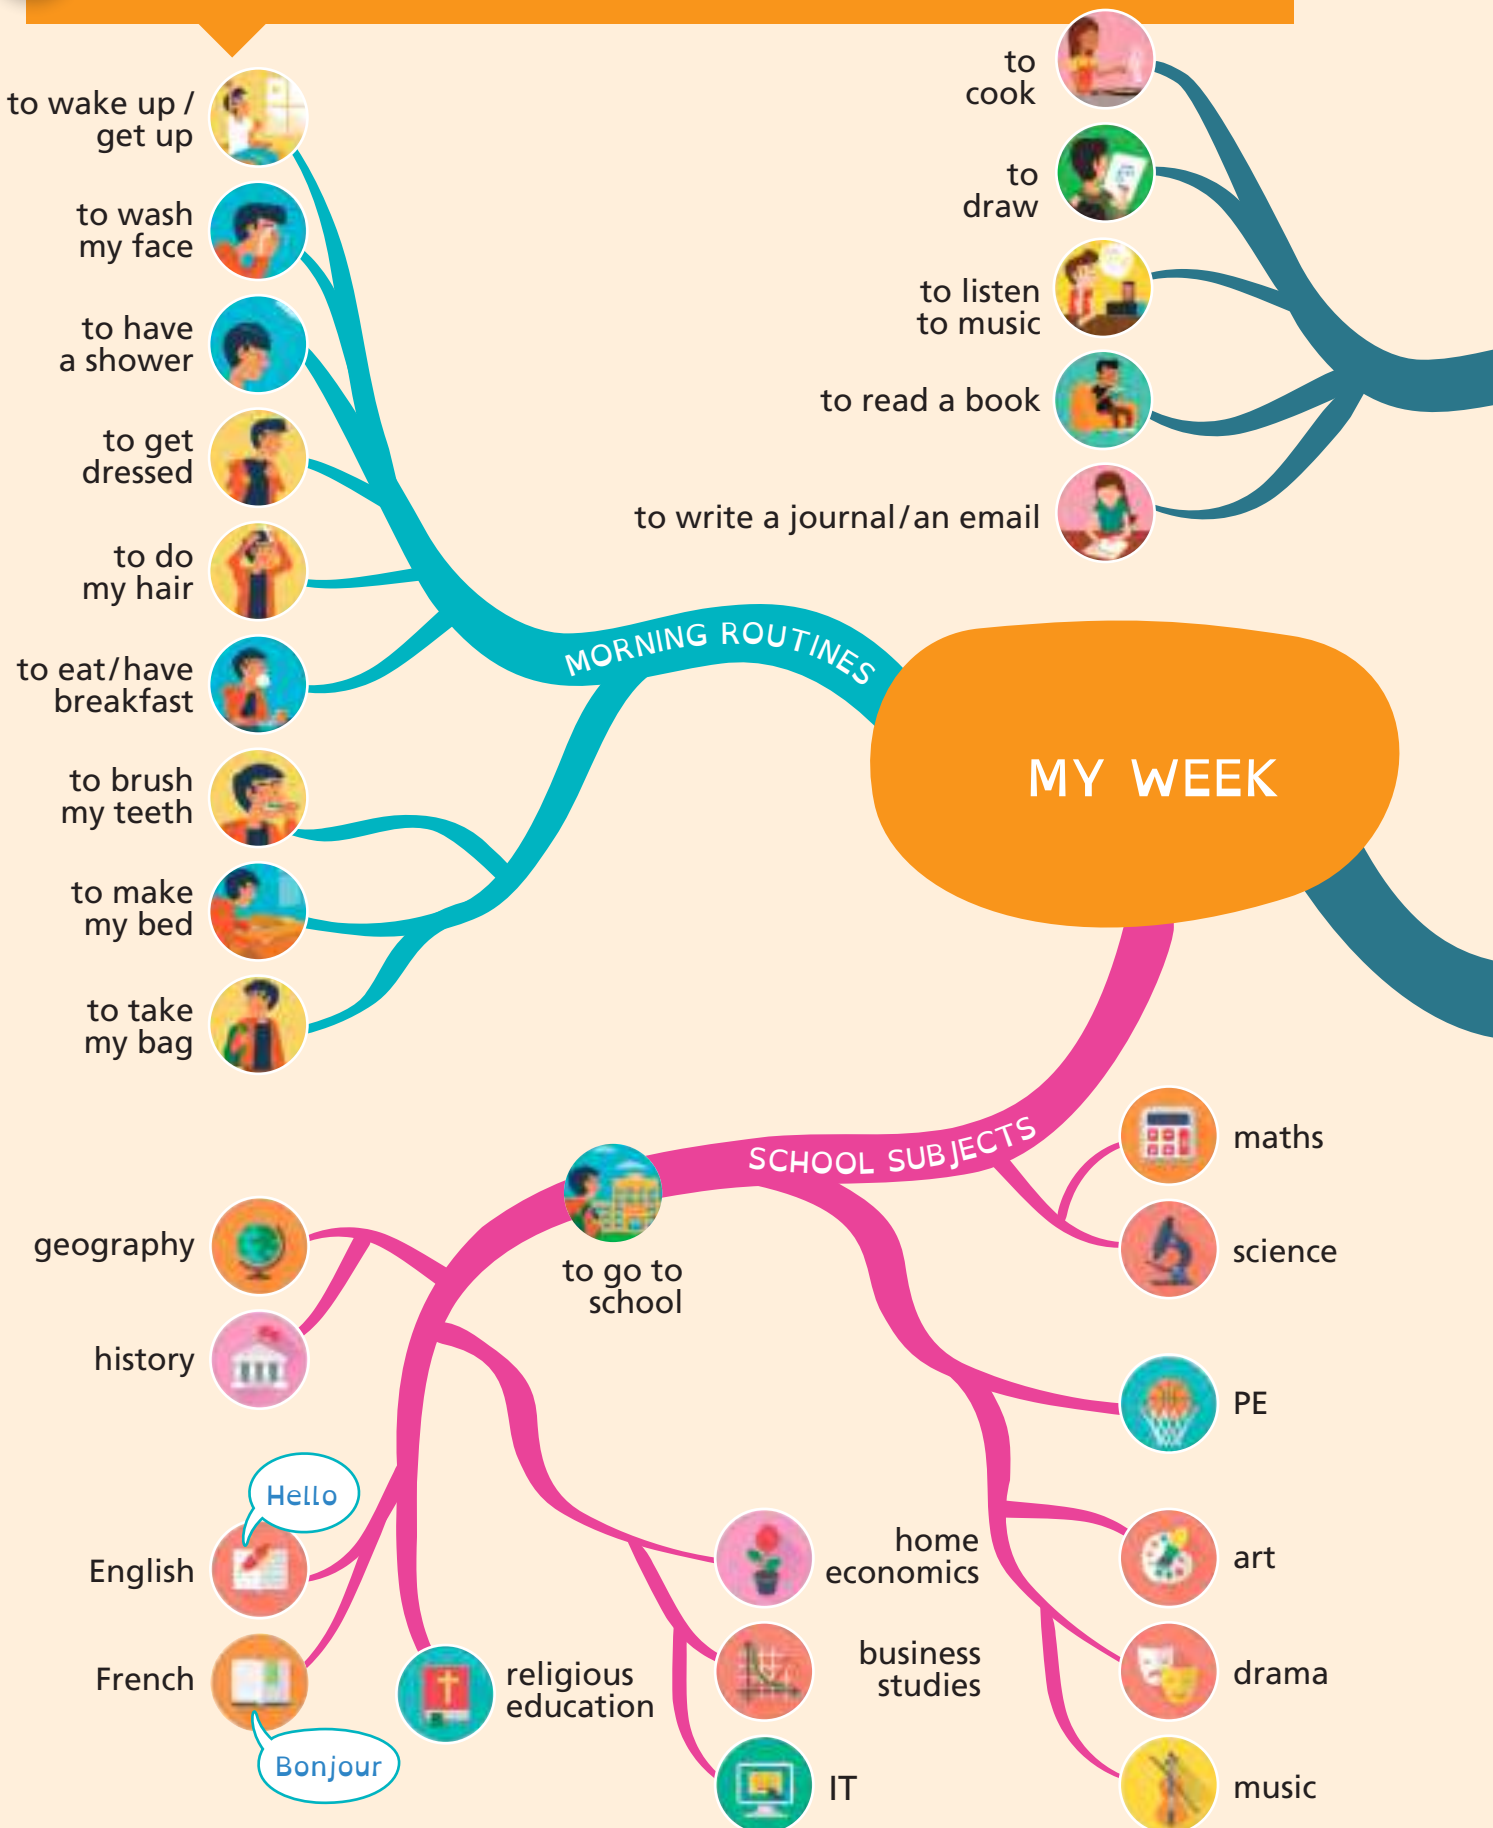 to wake up /
get up
to wash
my face
to have
a shower
to get
dressed
to do
my hair
to eat/have
breakfast
to brush
my teeth
to make
my bed
to take
my bag
to
cook
to
draw
to listen
to music
to read a book
to write a journal/an email
MORNING ROUTINES
MY WEEK
SCHOOL SUBJECTS
to go to
school
maths
science
PE
art
drama
music
geography
history
Hello
English
French
Bonjour
religious
education
home
economics
business
studies
IT